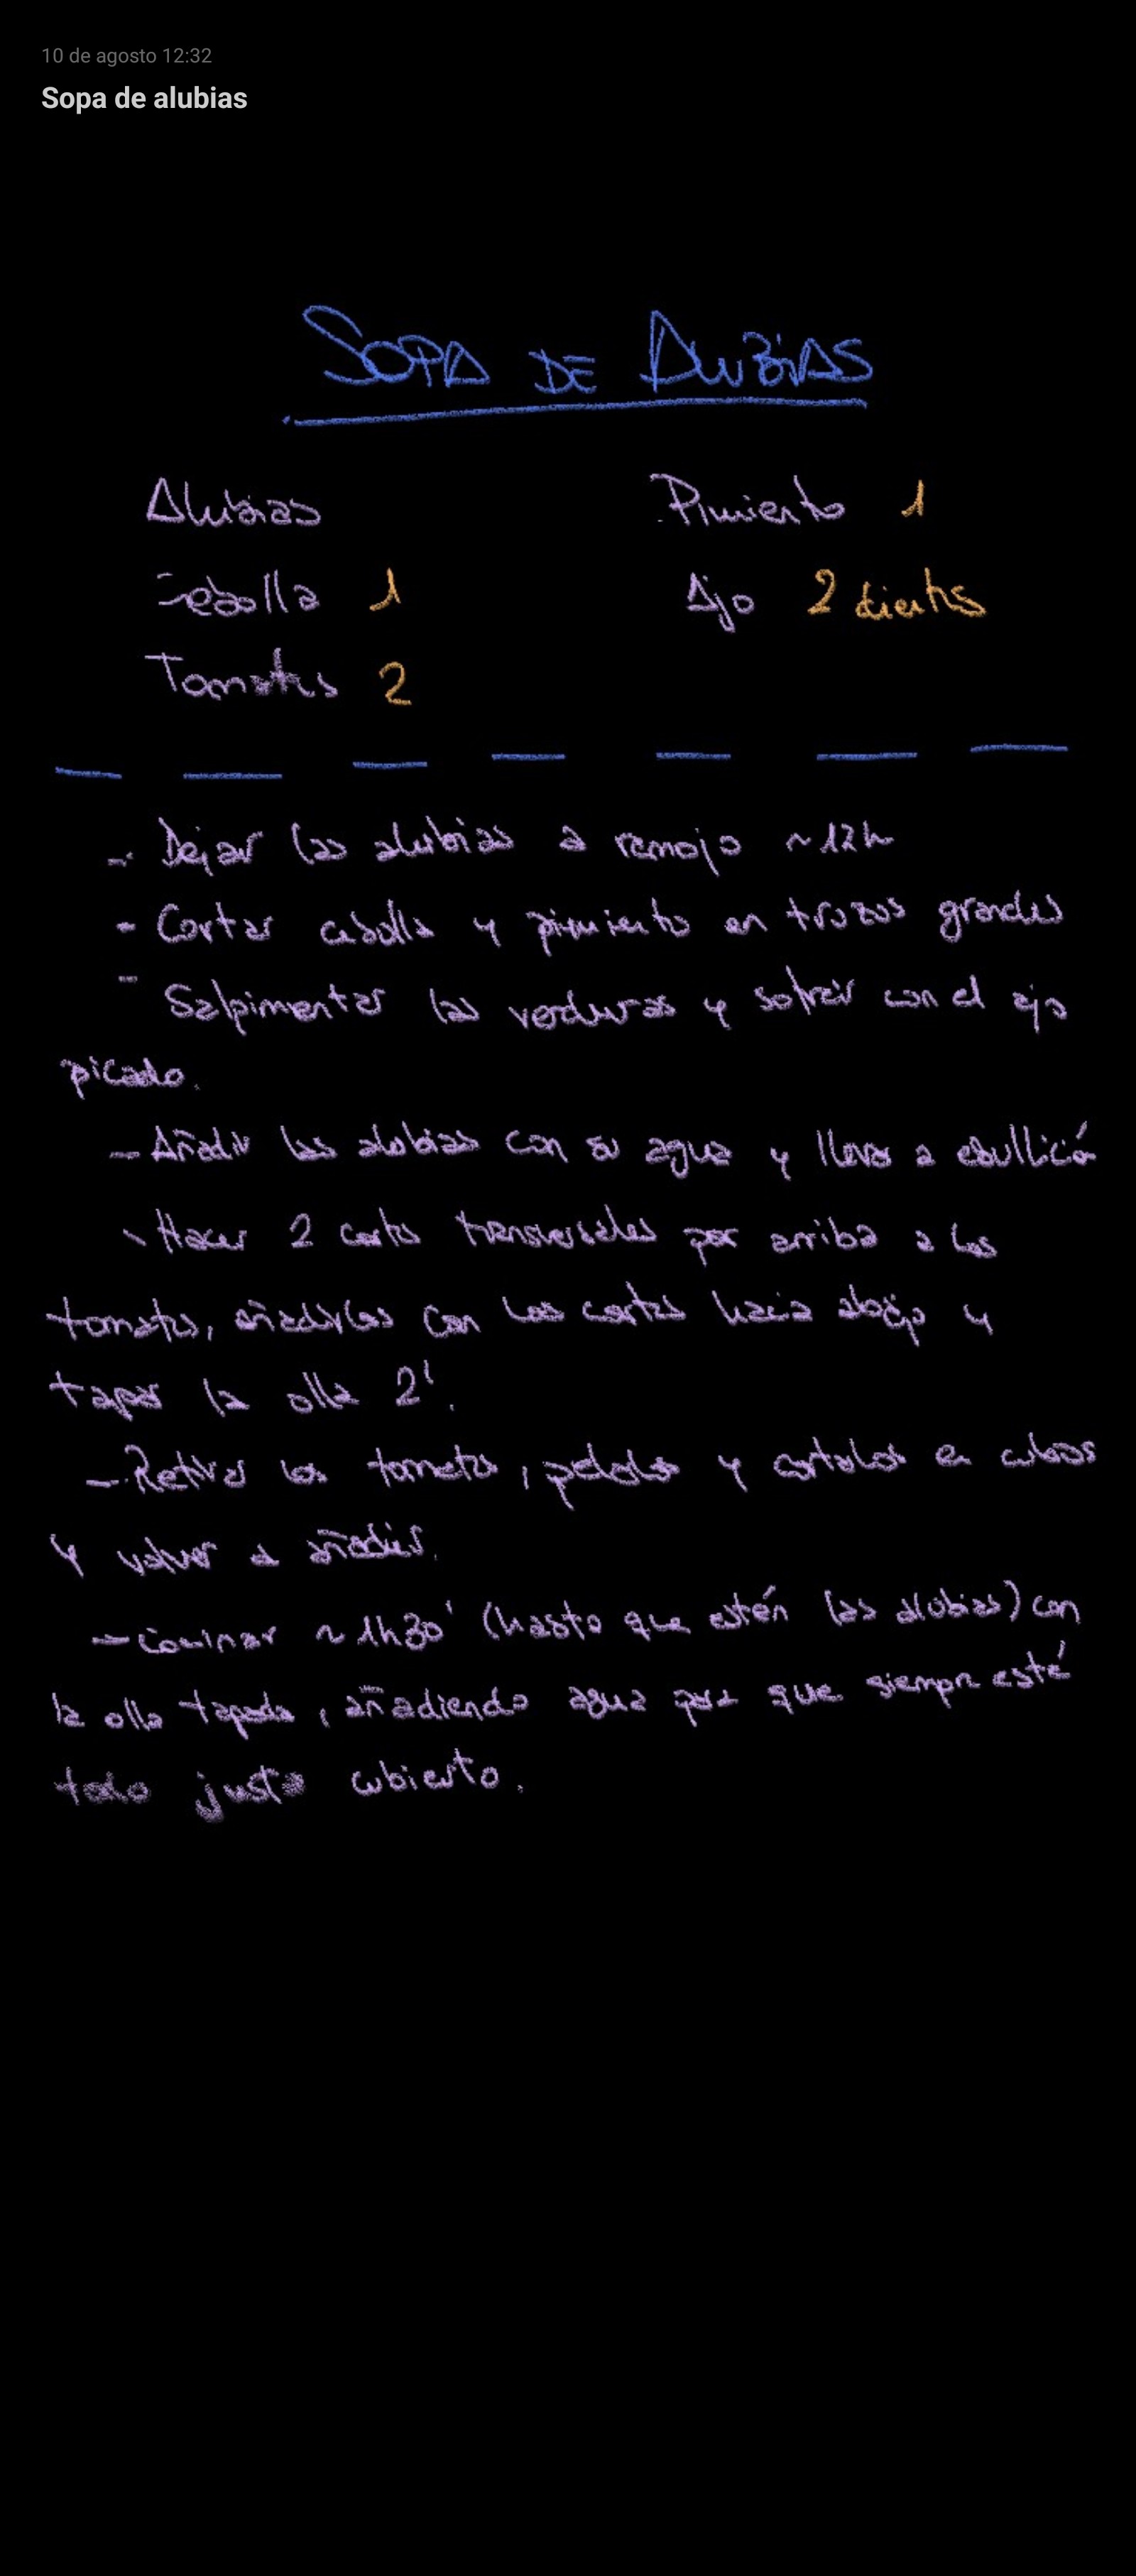 10 de agosto 12:32
Sopa de alubias
SOPA DE ALUBIAS
Alubias Pimiento 1
Cebolla 1 Ajo 2 dientes
Tomates 2
- Dejar las alubias a remojo ~12h
- Cortar cebolla y pimiento en trozos grandes
- Salpimentar las verduras y sofreir con el ajo
picado.
- Añadir las alubias con su agua y llevar a ebullición
- Hacer 2 cortes transversales por arriba a los
tomates, añadirlos con los cortes hacia abajo y
tapar la olla 2'.
- Retirar los tomates, pelarlos y cortarlos en cubos
y volver a añadir.
- Cocinar ~1h30' (hasta que estén las alubias) con
la olla tapada, añadiendo agua para que siempre esté
todo justo cubierto.